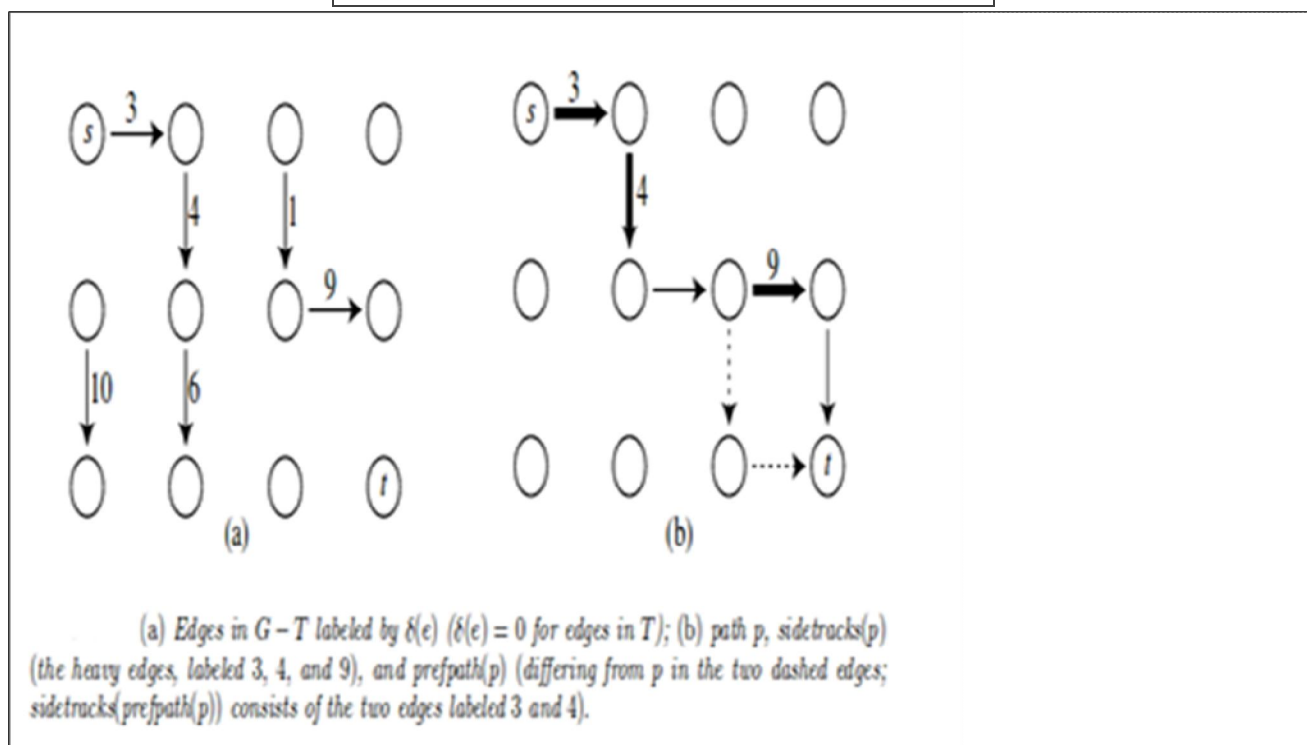 3
s
4
1
9
10
6
t
(a)
3
s
4
9
t
(b)
(a) Edges in G – T labeled by δ(e) (δ(e) = 0 for edges in T); (b) path p, sidetracks(p)
(the heavy edges, labeled 3, 4, and 9), and prefpath(p) (differing from p in the two dashed edges;
sidetracks(prefpath(p)) consists of the two edges labeled 3 and 4).